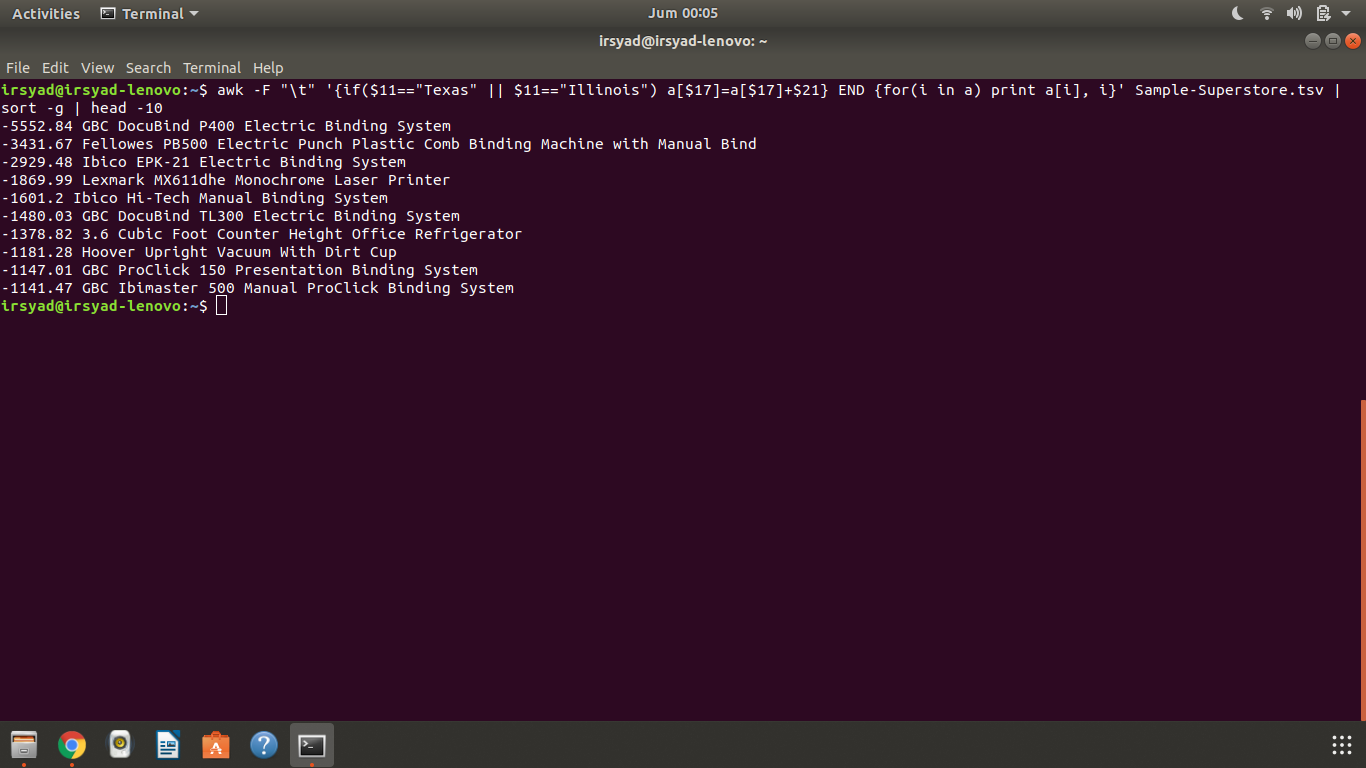 Activities Terminal Jum 00:05
irsyad@irsyad-lenovo: ~
File Edit View Search Terminal Help
irsyad@irsyad-lenovo:~$ awk -F "\t" '{if($11=="Texas" || $11=="Illinois") a[$17]=a[$17]+$21} END {for(i in a) print a[i], i}' Sample-Superstore.tsv |
sort -g | head -10
-5552.84 GBC DocuBind P400 Electric Binding System
-3431.67 Fellowes PB500 Electric Punch Plastic Comb Binding Machine with Manual Bind
-2929.48 Ibico EPK-21 Electric Binding System
-1869.99 Lexmark MX611dhe Monochrome Laser Printer
-1601.2 Ibico Hi-Tech Manual Binding System
-1480.03 GBC DocuBind TL300 Electric Binding System
-1378.82 3.6 Cubic Foot Counter Height Office Refrigerator
-1181.28 Hoover Upright Vacuum With Dirt Cup
-1147.01 GBC ProClick 150 Presentation Binding System
-1141.47 GBC Ibimaster 500 Manual ProClick Binding System
irsyad@irsyad-lenovo:~$